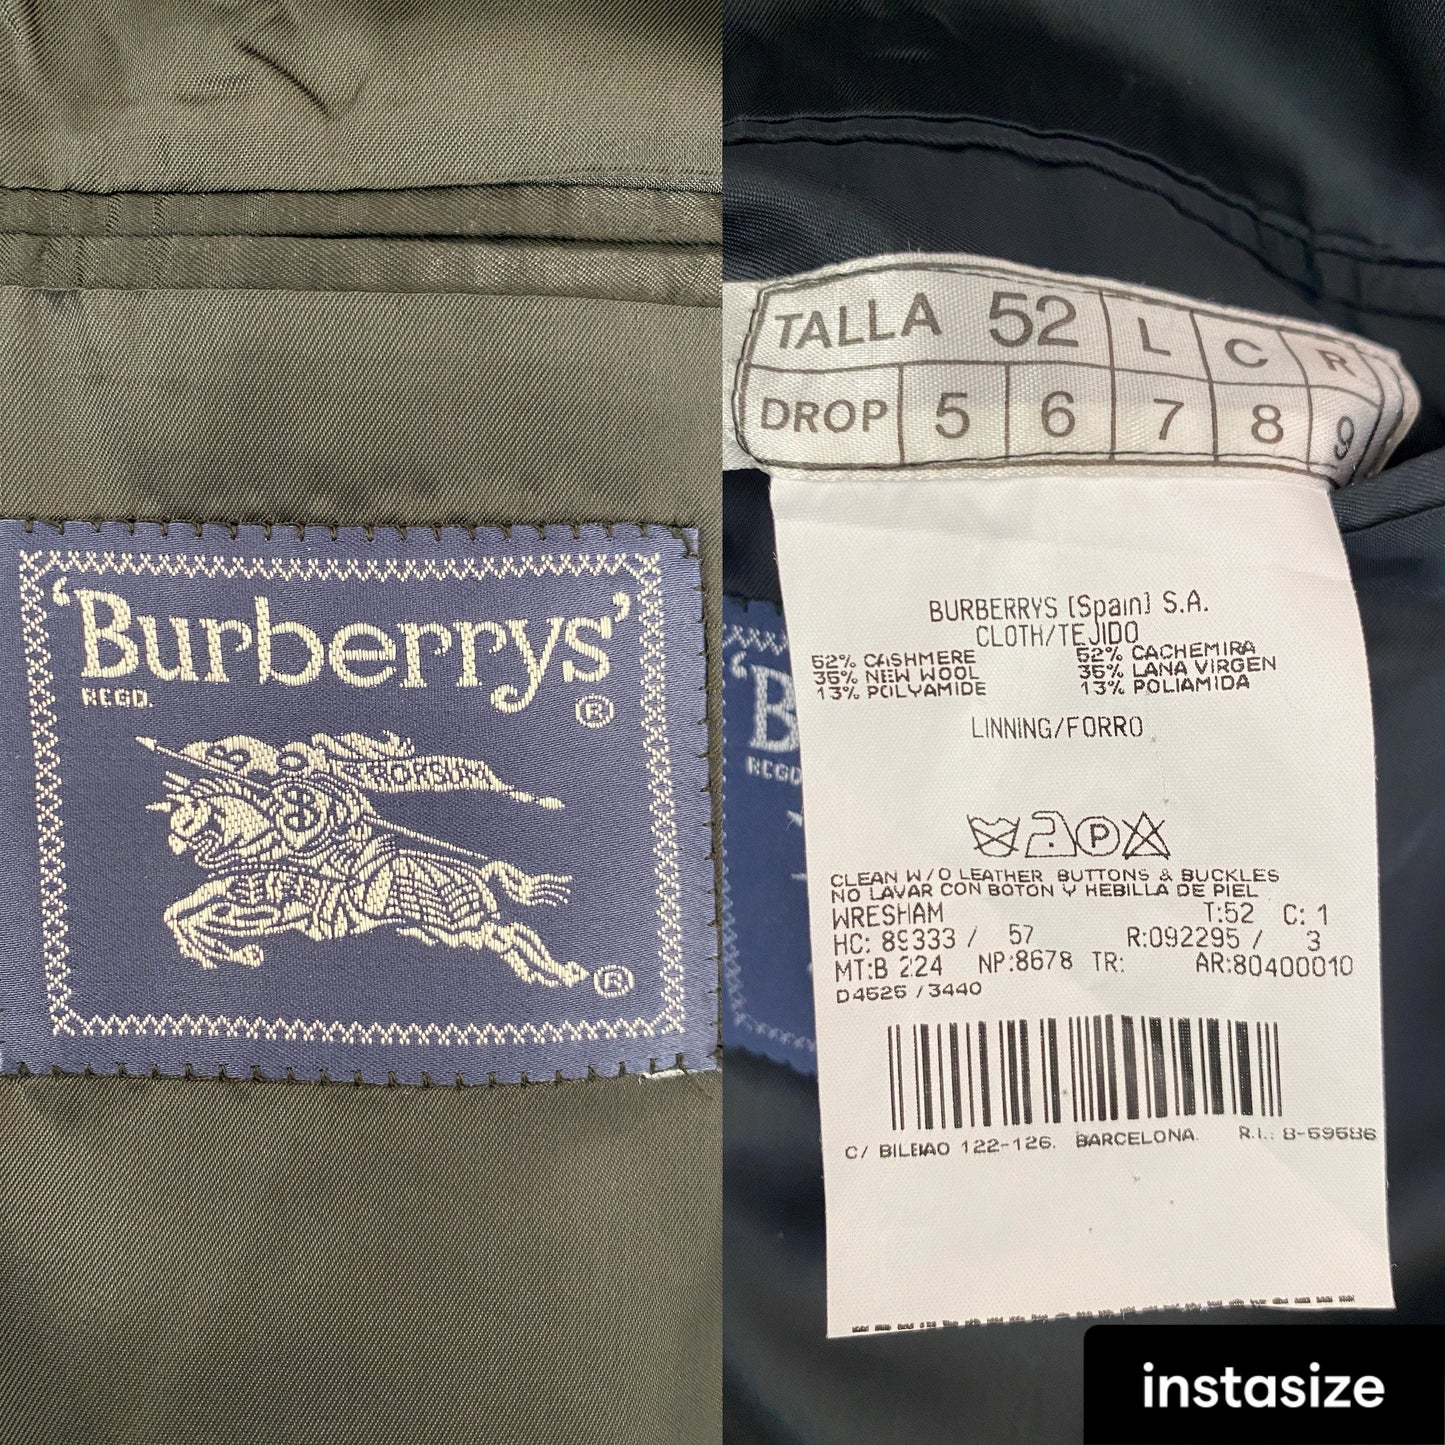 'Burberrys'
REGD. ®
PRORSUM
B
®
TALLA 52 L C R
DROP 5 6 7 8 9
'B
REGD
BURBERRYS [Spain] S.A.
CLOTH/TEJIDO
52% CASHMERE 52% CACHEMIRA
35% NEW WOOL 35% LANA VIRGEN
13% POLYAMIDE 13% POLIAMIDA
LINNING/FORRO
P
CLEAN W/O LEATHER BUTTONS & BUCKLES
NO LAVAR CON BOTON Y HEBILLA DE PIEL
WRESHAM T:52 C: 1
HC: 89333 / 57 R:092295 / 3
MT:B 224 NP:8678 TR: AR:80400010
D4525 /3440
C/ BILBAO 122-126. BARCELONA. R.I.: 8-59586
instasize